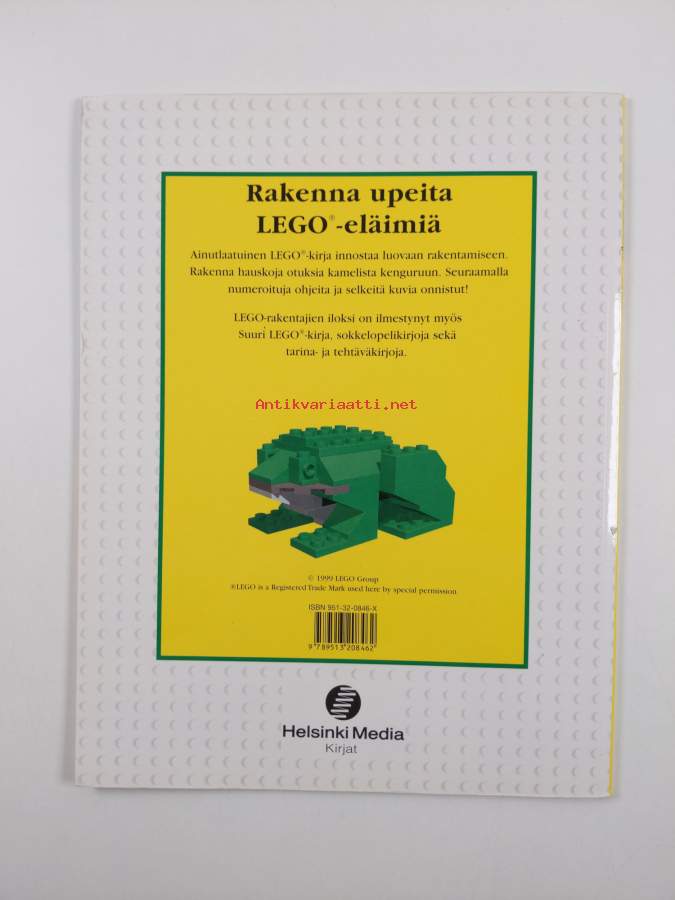 Rakenna upeita
LEGO®-eläimiä
Ainutlaatuinen LEGO®-kirja innostaa luovaan rakentamiseen.
Rakenna hauskoja otuksia kamelista kenguruun. Seuraamalla
numeroituja ohjeita ja selkeitä kuvia onnistut!
LEGO-rakentajien iloksi on ilmestynyt myös
Suuri LEGO®-kirja, sokkelopelikirjoja sekä
tarina- ja tehtäväkirjoja.
Antikvariaatti.net
© 1999 LEGO Group
®LEGO is a Registered Trade Mark used here by special permission
ISBN 951-32-0846-X
9 789513 208462
Helsinki Media
Kirjat